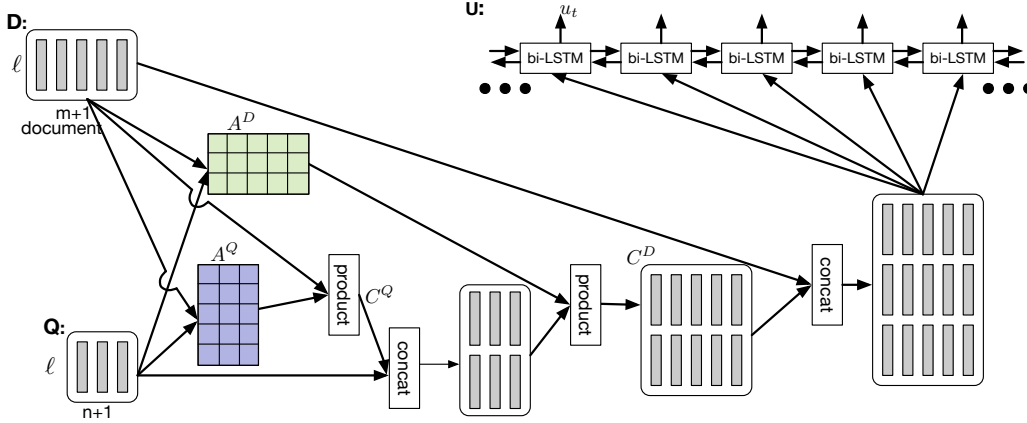 D:
U:
u_t
ℓ
bi-LSTM bi-LSTM bi-LSTM bi-LSTM bi-LSTM
m+1
document
A^D
A^Q
product
C^Q
C^D
product
concat
Q:
ℓ
concat
n+1